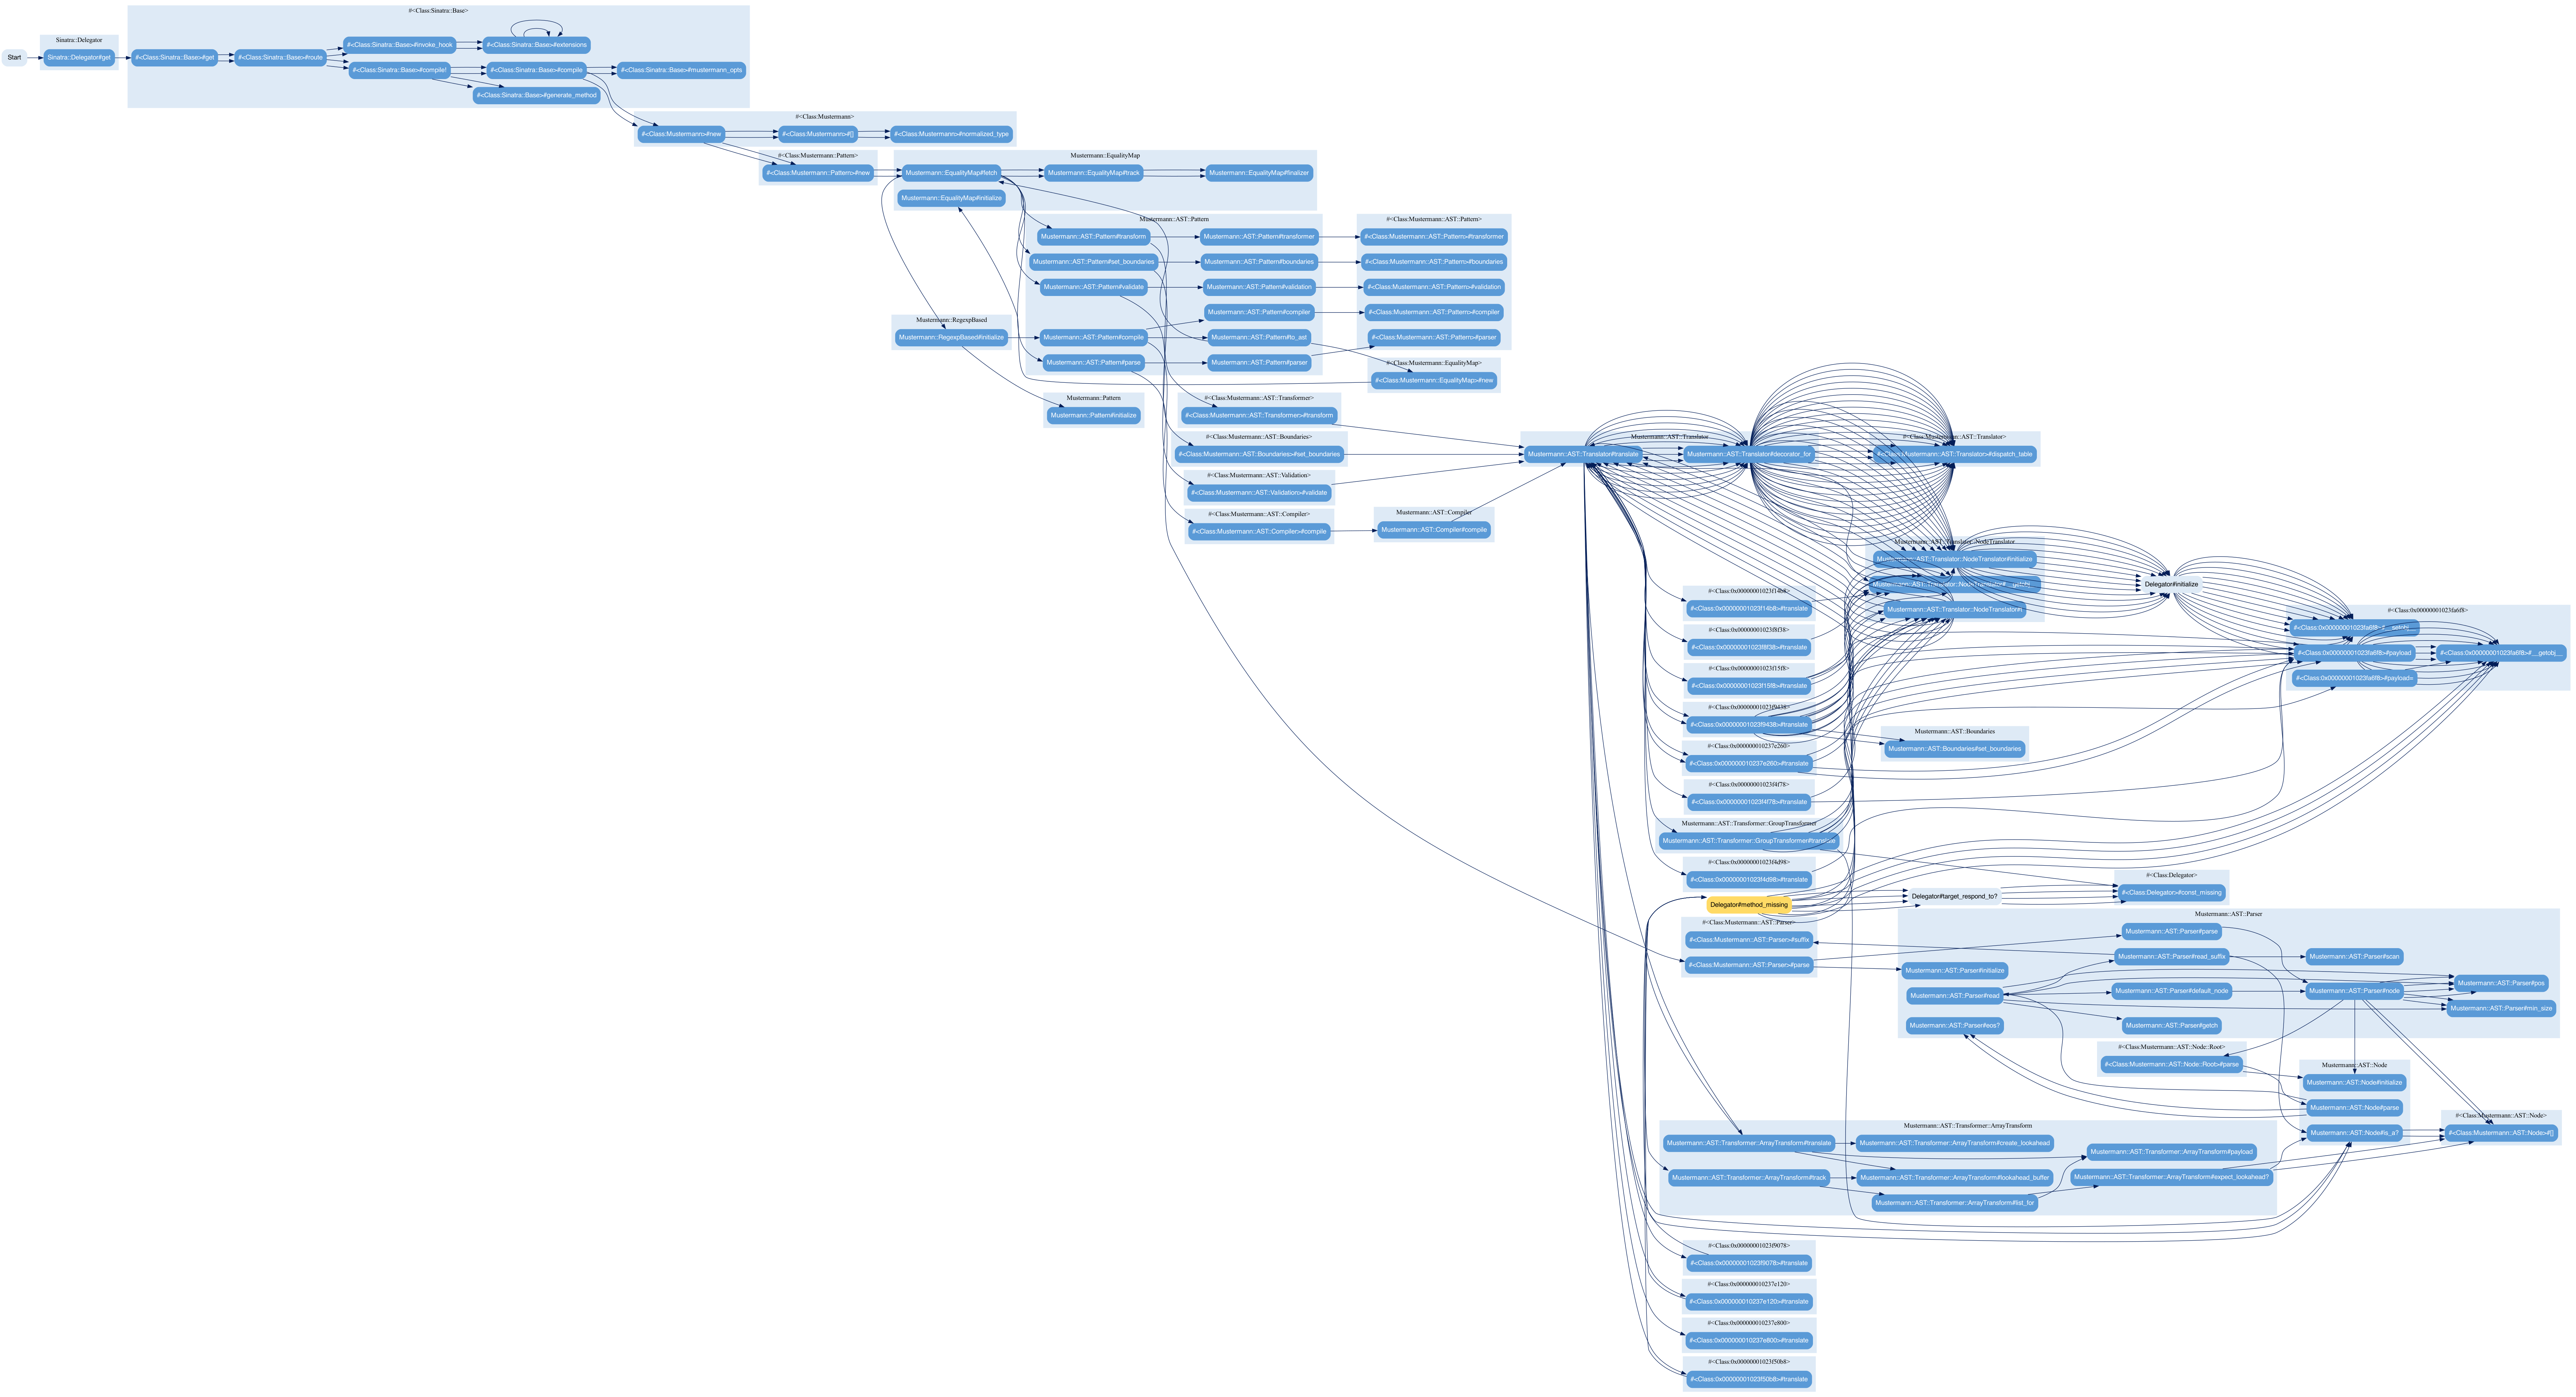 #<Class:Sinatra::Base>
Sinatra::Delegator
Start
Sinatra::Delegator#get
#<Class:Sinatra::Base>#get
#<Class:Sinatra::Base>#route
#<Class:Sinatra::Base>#invoke_hook
#<Class:Sinatra::Base>#extensions
#<Class:Sinatra::Base>#compile!
#<Class:Sinatra::Base>#compile
#<Class:Sinatra::Base>#mustermann_opts
#<Class:Sinatra::Base>#generate_method
#<Class:Mustermann>
#<Class:Mustermann>#new
#<Class:Mustermann>#[]
#<Class:Mustermann>#normalized_type
#<Class:Mustermann::Pattern>
#<Class:Mustermann::Pattern>#new
Mustermann::EqualityMap
Mustermann::EqualityMap#fetch
Mustermann::EqualityMap#track
Mustermann::EqualityMap#finalizer
Mustermann::EqualityMap#initialize
Mustermann::AST::Pattern
#<Class:Mustermann::AST::Pattern>
Mustermann::AST::Pattern#transform
Mustermann::AST::Pattern#transformer
#<Class:Mustermann::AST::Pattern>#transformer
Mustermann::AST::Pattern#set_boundaries
Mustermann::AST::Pattern#boundaries
#<Class:Mustermann::AST::Pattern>#boundaries
Mustermann::AST::Pattern#validate
Mustermann::AST::Pattern#validation
#<Class:Mustermann::AST::Pattern>#validation
Mustermann::AST::Pattern#compiler
#<Class:Mustermann::AST::Pattern>#compiler
Mustermann::RegexpBased
Mustermann::RegexpBased#initialize
Mustermann::AST::Pattern#compile
Mustermann::AST::Pattern#to_ast
#<Class:Mustermann::AST::Pattern>#parser
Mustermann::AST::Pattern#parse
Mustermann::AST::Pattern#parser
#<Class:Mustermann::EqualityMap>
#<Class:Mustermann::EqualityMap>#new
Mustermann::Pattern
Mustermann::Pattern#initialize
#<Class:Mustermann::AST::Transformer>
#<Class:Mustermann::AST::Transformer>#transform
#<Class:Mustermann::AST::Boundaries>
#<Class:Mustermann::AST::Boundaries>#set_boundaries
Mustermann::AST::Translator
Mustermann::AST::Translator#translate
Mustermann::AST::Translator#decorator_for
#<Class:Mustermann::AST::Translator>
#<Class:Mustermann::AST::Translator>#dispatch_table
#<Class:Mustermann::AST::Validation>
#<Class:Mustermann::AST::Validation>#validate
#<Class:Mustermann::AST::Compiler>
#<Class:Mustermann::AST::Compiler>#compile
Mustermann::AST::Compiler
Mustermann::AST::Compiler#compile
Mustermann::AST::Translator::NodeTranslator
Mustermann::AST::Translator::NodeTranslator#initialize
Delegator#initialize
#<Class:0x00000001023f14b8>
#<Class:0x00000001023f14b8>#translate
#<Class:0x00000001023fa6f8>
#<Class:0x00000001023fa6f8>#__setobj__
#<Class:0x00000001023fa6f8>#payload
#<Class:0x00000001023fa6f8>#__getobj__
#<Class:0x00000001023fa6f8>#payload=
#<Class:0x00000001023f8f38>
#<Class:0x00000001023f8f38>#translate
#<Class:0x00000001023f15f8>
#<Class:0x00000001023f15f8>#translate
#<Class:0x00000001023f9438>
#<Class:0x00000001023f9438>#translate
Mustermann::AST::Boundaries
Mustermann::AST::Boundaries#set_boundaries
#<Class:0x000000010237e260>
#<Class:0x000000010237e260>#translate
#<Class:0x00000001023f4f78>
#<Class:0x00000001023f4f78>#translate
Mustermann::AST::Transformer::GroupTransformer
Mustermann::AST::Transformer::GroupTransformer#translate
#<Class:0x00000001023f4d98>
#<Class:0x00000001023f4d98>#translate
Delegator#method_missing
Delegator#target_respond_to?
#<Class:Delegator>
#<Class:Delegator>#const_missing
#<Class:Mustermann::AST::Parser>
#<Class:Mustermann::AST::Parser>#suffix
#<Class:Mustermann::AST::Parser>#parse
Mustermann::AST::Parser
Mustermann::AST::Parser#parse
Mustermann::AST::Parser#read_suffix
Mustermann::AST::Parser#scan
Mustermann::AST::Parser#initialize
Mustermann::AST::Parser#pos
Mustermann::AST::Parser#read
Mustermann::AST::Parser#default_node
Mustermann::AST::Parser#node
Mustermann::AST::Parser#min_size
Mustermann::AST::Parser#eos?
Mustermann::AST::Parser#getch
#<Class:Mustermann::AST::Node::Root>
#<Class:Mustermann::AST::Node::Root>#parse
Mustermann::AST::Node
Mustermann::AST::Node#initialize
Mustermann::AST::Node#parse
Mustermann::AST::Node#is_a?
#<Class:Mustermann::AST::Node>
#<Class:Mustermann::AST::Node>#[]
Mustermann::AST::Transformer::ArrayTransform
Mustermann::AST::Transformer::ArrayTransform#translate
Mustermann::AST::Transformer::ArrayTransform#create_lookahead
Mustermann::AST::Transformer::ArrayTransform#payload
Mustermann::AST::Transformer::ArrayTransform#track
Mustermann::AST::Transformer::ArrayTransform#lookahead_buffer
Mustermann::AST::Transformer::ArrayTransform#expect_lookahead?
Mustermann::AST::Transformer::ArrayTransform#list_for
#<Class:0x00000001023f9078>
#<Class:0x00000001023f9078>#translate
#<Class:0x000000010237e120>
#<Class:0x000000010237e120>#translate
#<Class:0x000000010237e800>
#<Class:0x000000010237e800>#translate
#<Class:0x00000001023f50b8>
#<Class:0x00000001023f50b8>#translate